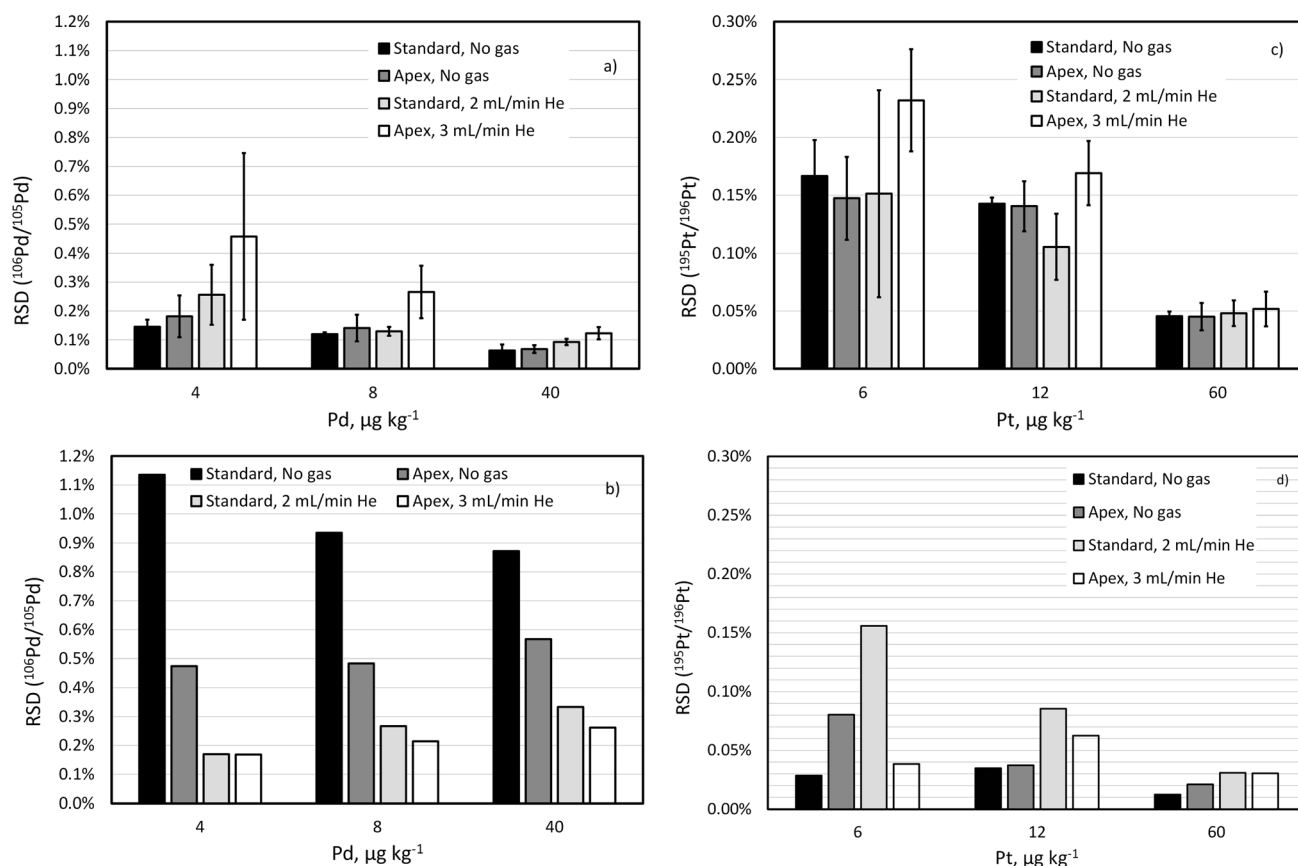 1.2%
1.1%
1.0%
0.9%
0.8%
0.7%
0.6%
0.5%
0.4%
0.3%
0.2%
0.1%
0.0%
RSD (¹⁰⁶Pd/¹⁰⁵Pd)
Standard, No gas
Apex, No gas
Standard, 2 mL/min He
Apex, 3 mL/min He
a)
4 8 40
Pd, µg kg⁻¹
0.30%
0.25%
0.20%
0.15%
0.10%
0.05%
0.00%
RSD (¹⁹⁵Pt/¹⁹⁶Pt)
Standard, No gas
Apex, No gas
Standard, 2 mL/min He
Apex, 3 mL/min He
c)
6 12 60
Pt, µg kg⁻¹
1.2%
1.1%
1.0%
0.9%
0.8%
0.7%
0.6%
0.5%
0.4%
0.3%
0.2%
0.1%
0.0%
RSD (¹⁰⁶Pd/¹⁰⁵Pd)
Standard, No gas Apex, No gas
Standard, 2 mL/min He Apex, 3 mL/min He
b)
4 8 40
Pd, µg kg⁻¹
0.30%
0.25%
0.20%
0.15%
0.10%
0.05%
0.00%
RSD (¹⁹⁵Pt/¹⁹⁶Pt)
Standard, No gas
Apex, No gas
Standard, 2 mL/min He
Apex, 3 mL/min He
d)
6 12 60
Pt, µg kg⁻¹